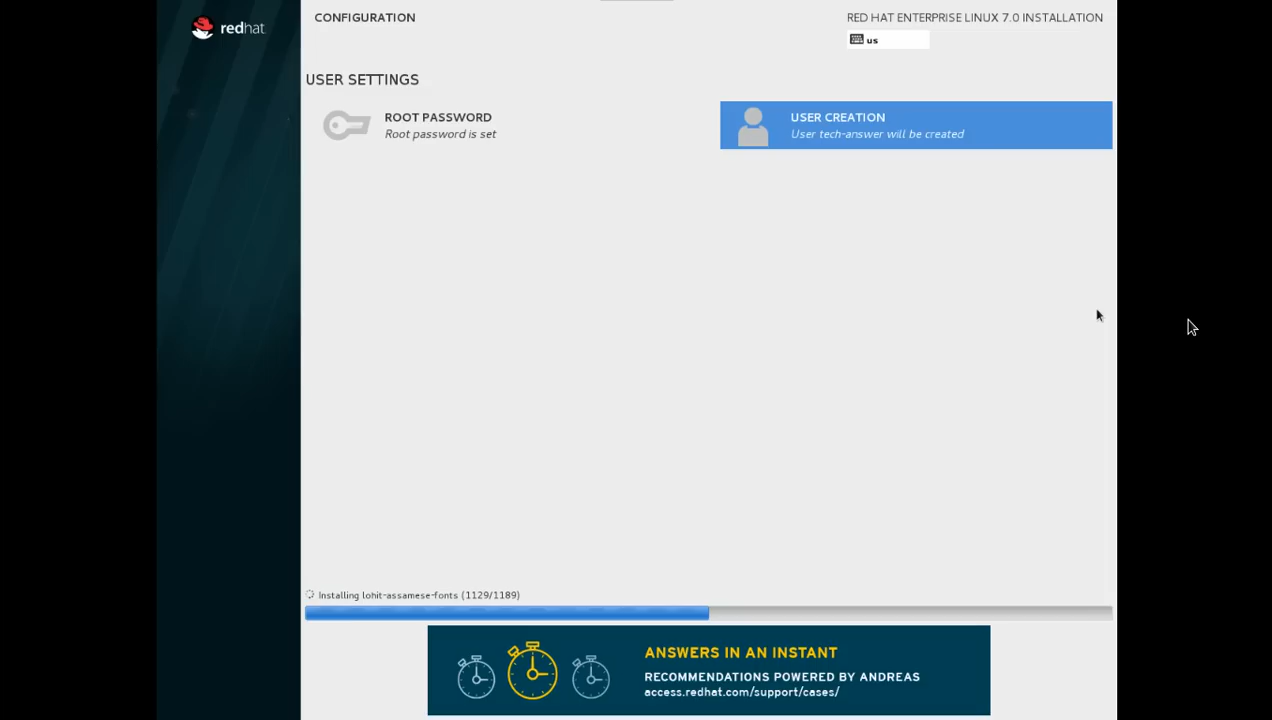 redhat
CONFIGURATION
RED HAT ENTERPRISE LINUX 7.0 INSTALLATION
us
USER SETTINGS
ROOT PASSWORD
Root password is set
USER CREATION
User tech-answer will be created
Installing lohit-assamese-fonts (1129/1189)
ANSWERS IN AN INSTANT
RECOMMENDATIONS POWERED BY ANDREAS
access.redhat.com/support/cases/